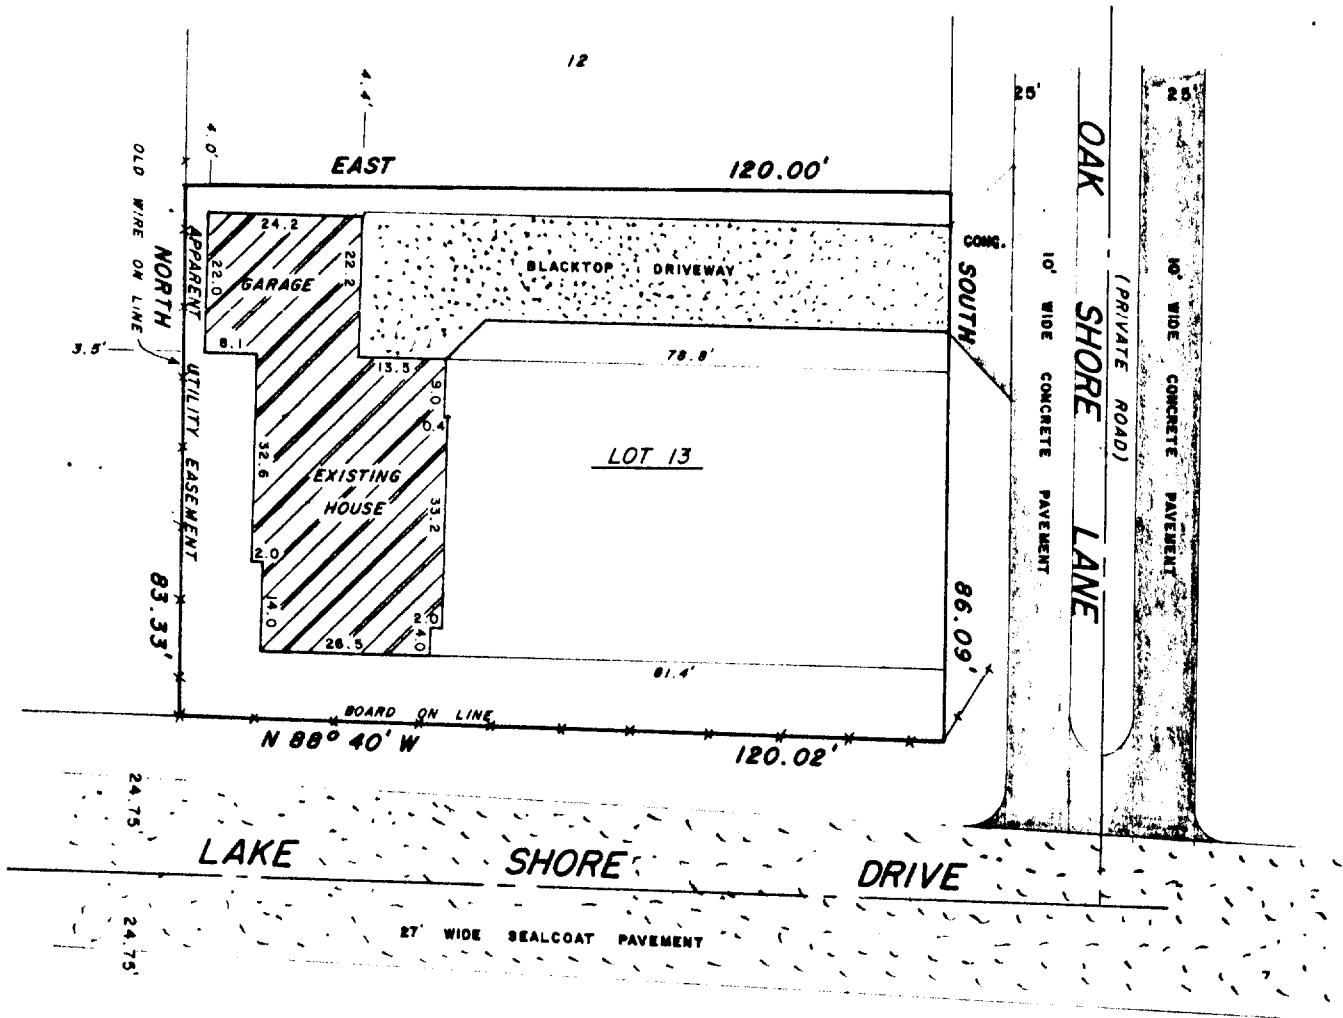 12
25'
25'
4.4'
4.0'
OLD WIRE ON LINE
EAST
120.00'
OAK SHORE LANE
(PRIVATE ROAD)
10' WIDE CONCRETE PAVEMENT
10' WIDE CONCRETE PAVEMENT
24.2
22.0
GARAGE
22.2
BLACKTOP DRIVEWAY
CONC.
SOUTH
NORTH
APPARENT UTILITY EASEMENT
3.5'
8.1
13.5
78.8'
9.0
0.4
LOT 13
32.6
EXISTING
HOUSE
33.2
2.0
14.0
26.5
2.0
4.0
81.4'
83.33'
86.09'
BOARD ON LINE
N 88° 40' W
120.02'
24.75'
LAKE SHORE DRIVE
24.75'
27' WIDE SEALCOAT PAVEMENT